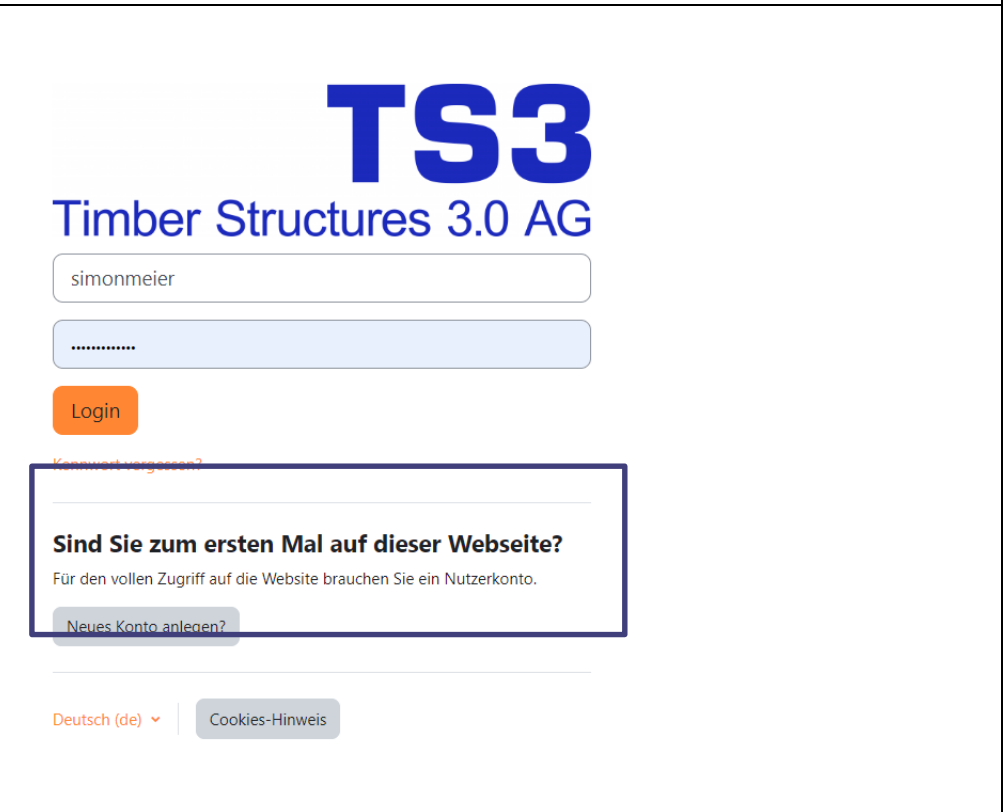 TS3
Timber Structures 3.0 AG
simonmeier
Login
Kennwort vergessen?
Sind Sie zum ersten Mal auf dieser Webseite?
Für den vollen Zugriff auf die Website brauchen Sie ein Nutzerkonto.
Neues Konto anlegen?
Deutsch (de)
Cookies-Hinweis